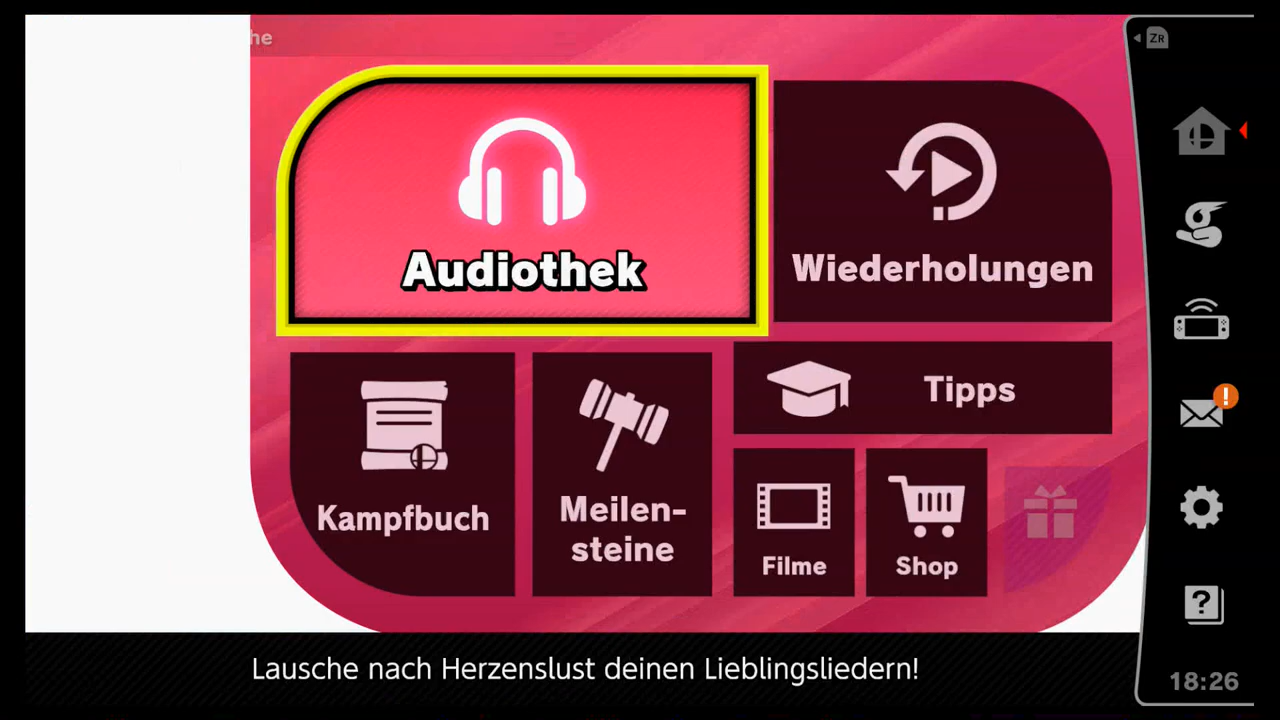 he
ZR
Audiothek
Wiederholungen
Kampfbuch
Meilen-
steine
Tipps
Filme
Shop
!
?
Lausche nach Herzenslust deinen Lieblingsliedern!
18:26